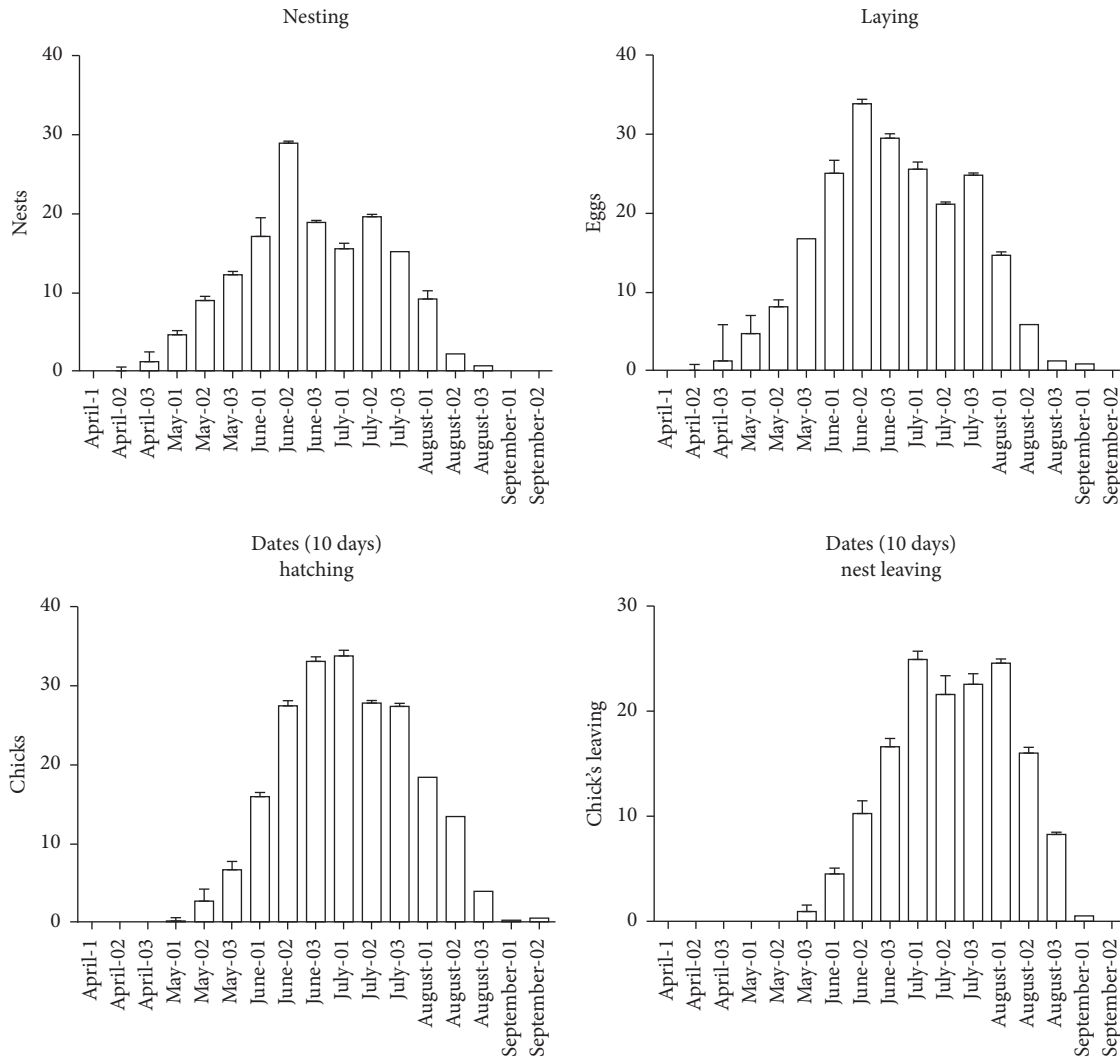 Nesting
40
30
20
10
0
Nests
April-1
April-02
April-03
May-01
May-02
May-03
June-01
June-02
June-03
July-01
July-02
July-03
August-01
August-02
August-03
September-01
September-02
Laying
40
30
20
10
0
Eggs
April-1
April-02
April-03
May-01
May-02
May-03
June-01
June-02
June-03
July-01
July-02
July-03
August-01
August-02
August-03
September-01
September-02
Dates (10 days)
hatching
40
30
20
10
0
Chicks
April-1
April-02
April-03
May-01
May-02
May-03
June-01
June-02
June-03
July-01
July-02
July-03
August-01
August-02
August-03
September-01
September-02
Dates (10 days)
nest leaving
30
20
10
0
Chick's leaving
April-1
April-02
April-03
May-01
May-02
May-03
June-01
June-02
June-03
July-01
July-02
July-03
August-01
August-02
August-03
September-01
September-02